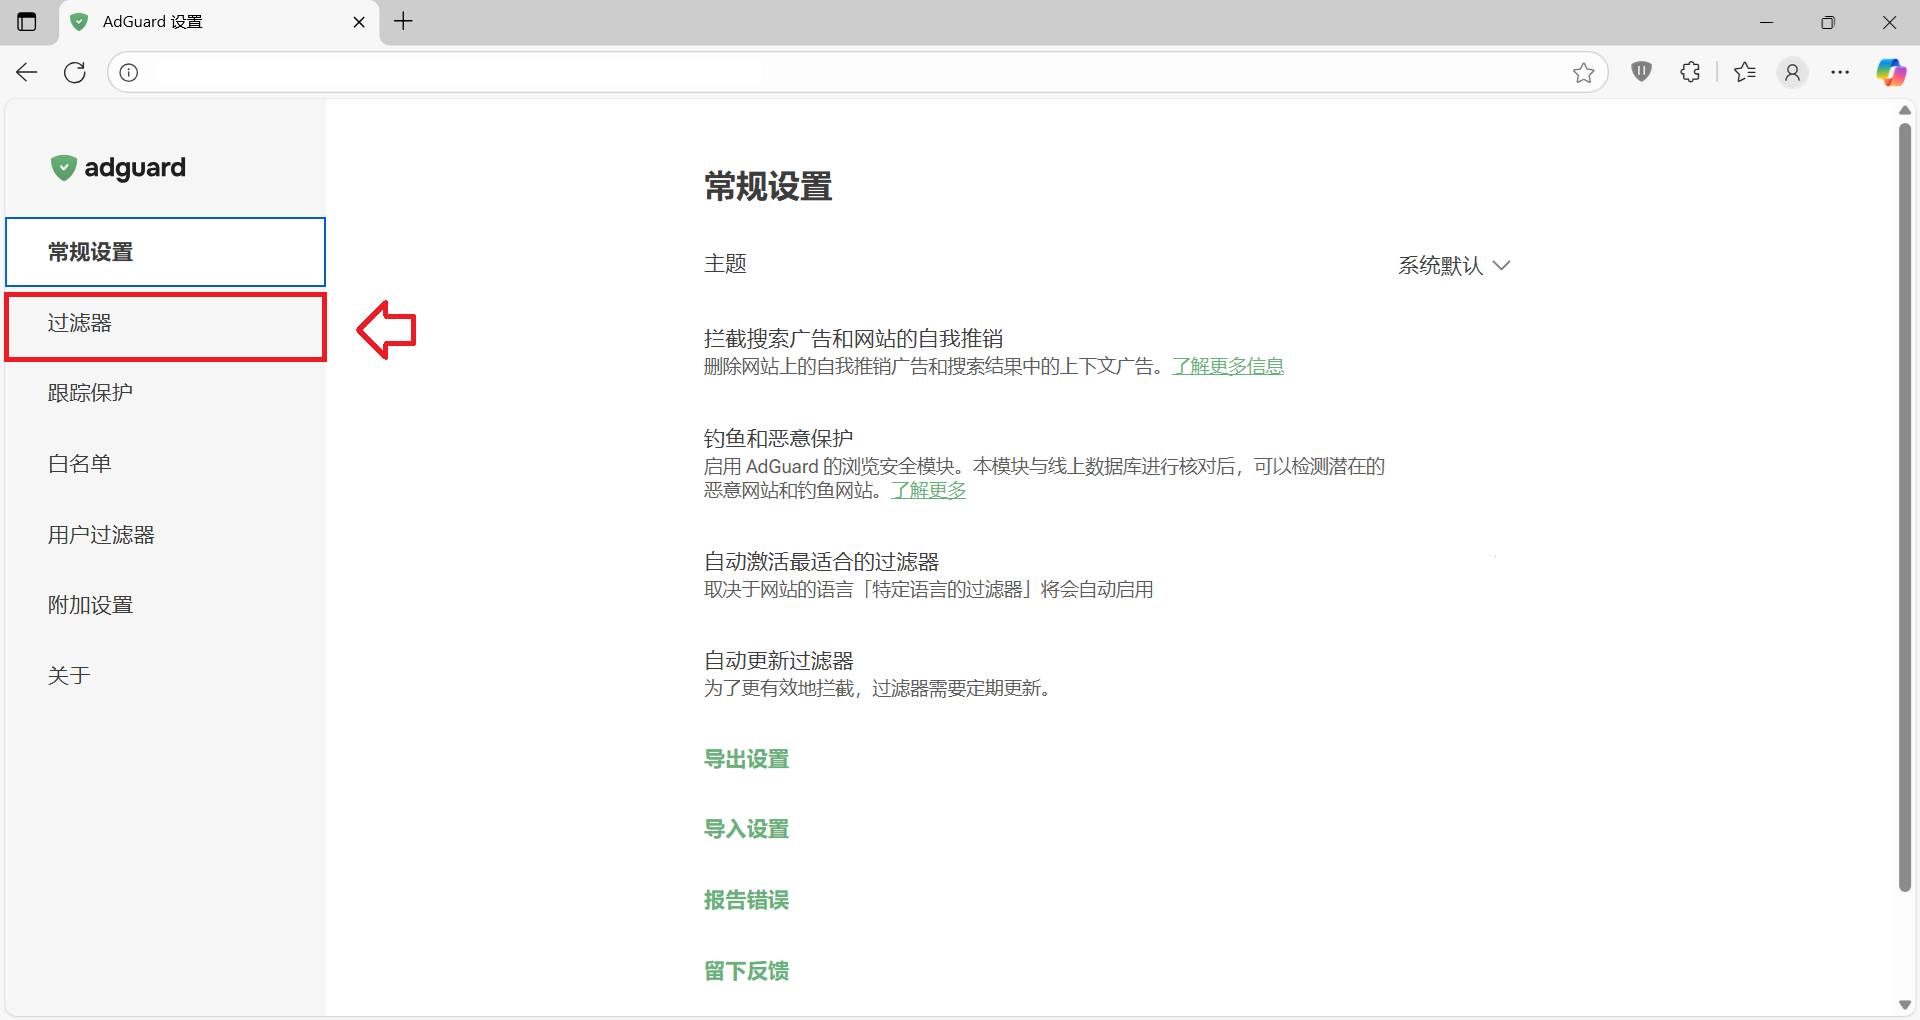 AdGuard 设置
adguard
常规设置
过滤器
跟踪保护
白名单
用户过滤器
附加设置
关于
常规设置
主题
系统默认
拦截搜索广告和网站的自我推销
删除网站上的自我推销广告和搜索结果中的上下文广告。了解更多信息
钓鱼和恶意保护
启用 AdGuard 的浏览安全模块。本模块与线上数据库进行核对后，可以检测潜在的
恶意网站和钓鱼网站。了解更多
自动激活最适合的过滤器
取决于网站的语言「特定语言的过滤器」将会自动启用
自动更新过滤器
为了更有效地拦截，过滤器需要定期更新。
导出设置
导入设置
报告错误
留下反馈